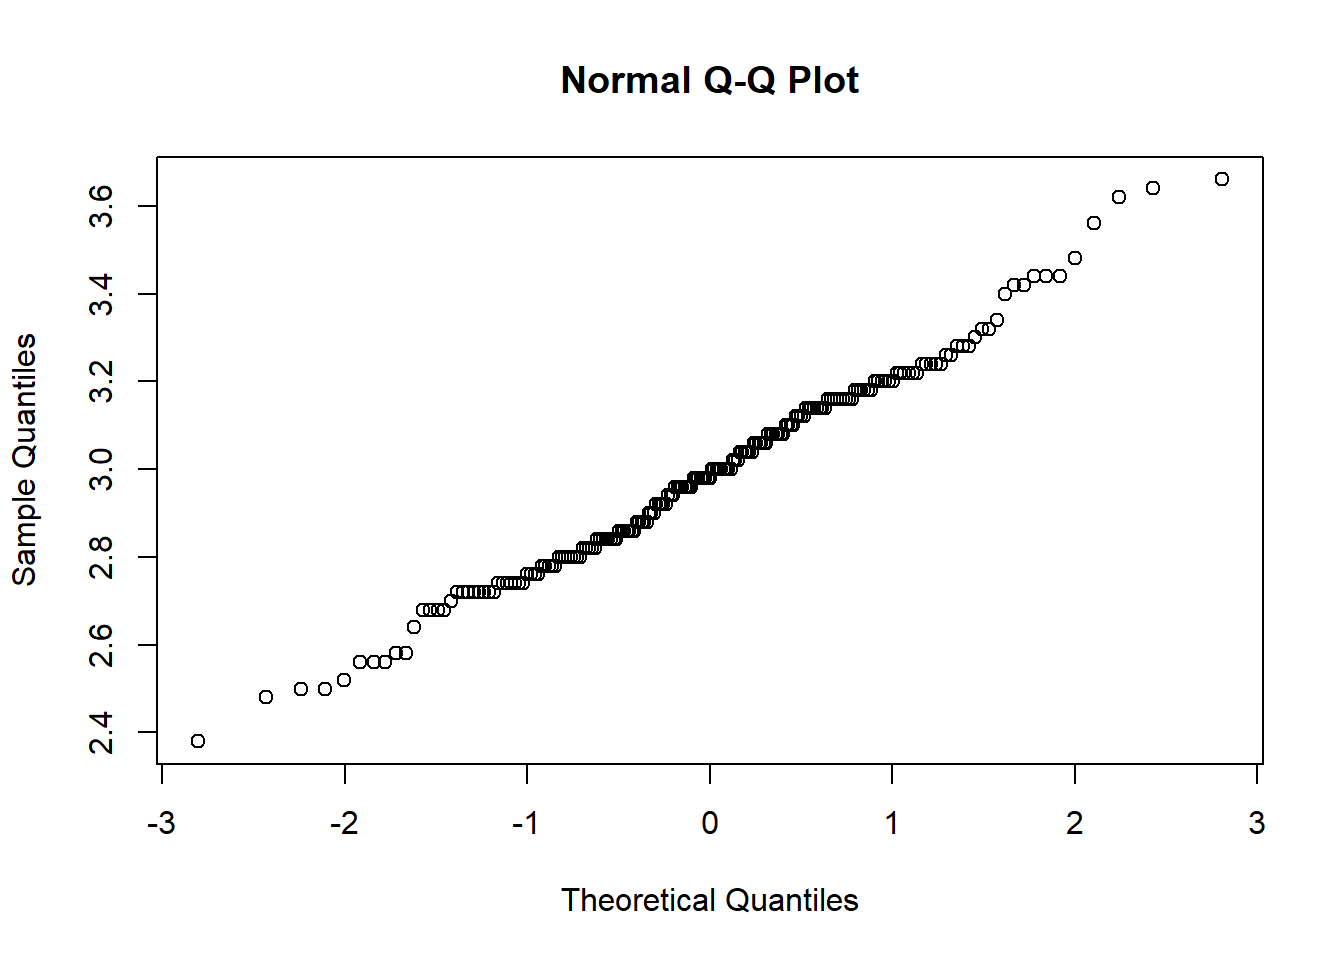 Normal Q-Q Plot
Sample Quantiles
3.6
3.4
3.2
3.0
2.8
2.6
2.4
-3 -2 -1 0 1 2 3
Theoretical Quantiles